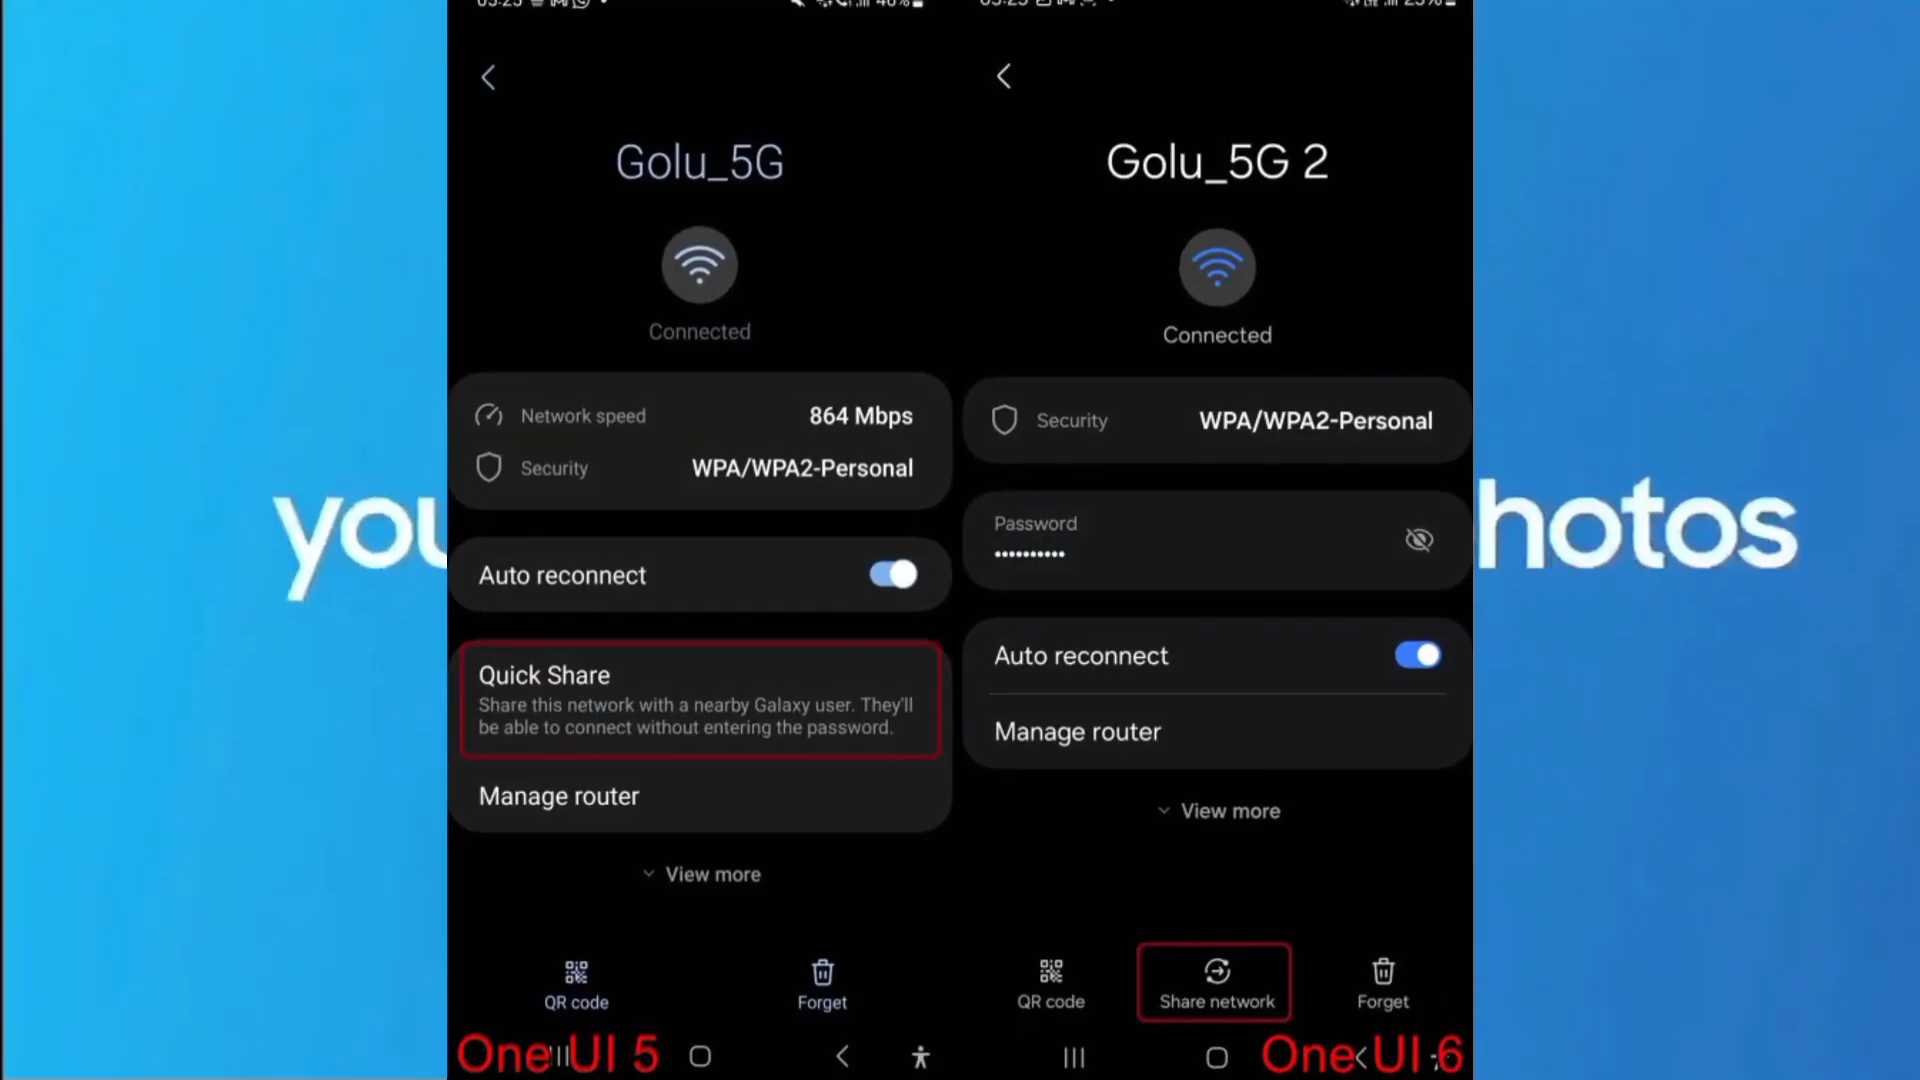 Golu_5G
Connected
Network speed 864 Mbps
Security WPA/WPA2-Personal
Auto reconnect
Quick Share
Share this network with a nearby Galaxy user. They'll
be able to connect without entering the password.
Manage router
View more
QR code Forget
One UI 5
Golu_5G 2
Connected
Security WPA/WPA2-Personal
Password
••••••••••
Auto reconnect
Manage router
View more
QR code Share network Forget
One UI 6
you
hotos